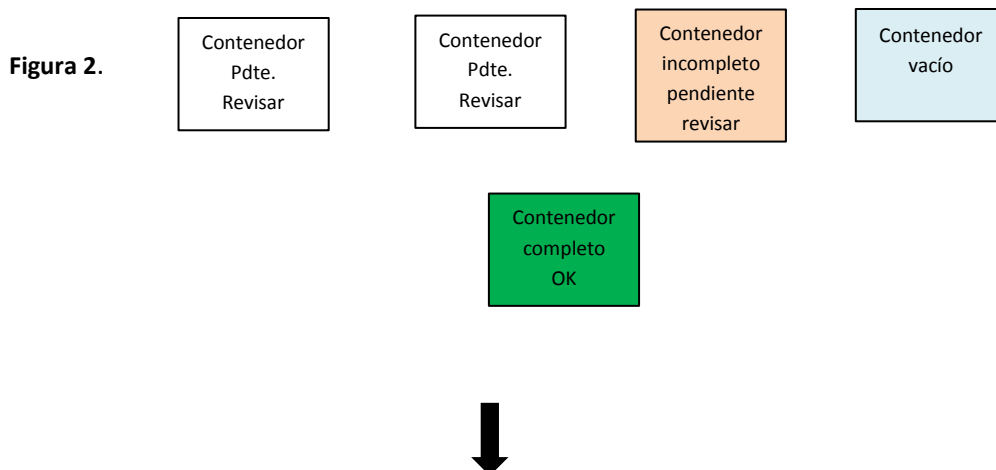 Figura 2.
Contenedor
Pdte.
Revisar
Contenedor
Pdte.
Revisar
Contenedor
incompleto
pendiente
revisar
Contenedor
vacío
Contenedor
completo
OK